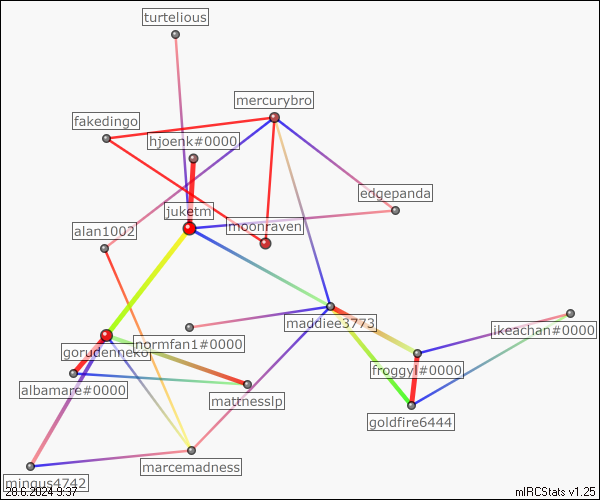 turtelious
mercurybro
fakedingo
hjoenk#0000
edgepanda
juketm
moonraven
alan1002
maddiee3773
ikeachan#0000
normfan1#0000
gorudenneko
froggyl#0000
albamare#0000
mattnesslp
goldfire6444
marcemadness
mingus4742
28.6.2024 9:37
mIRCStats v1.25